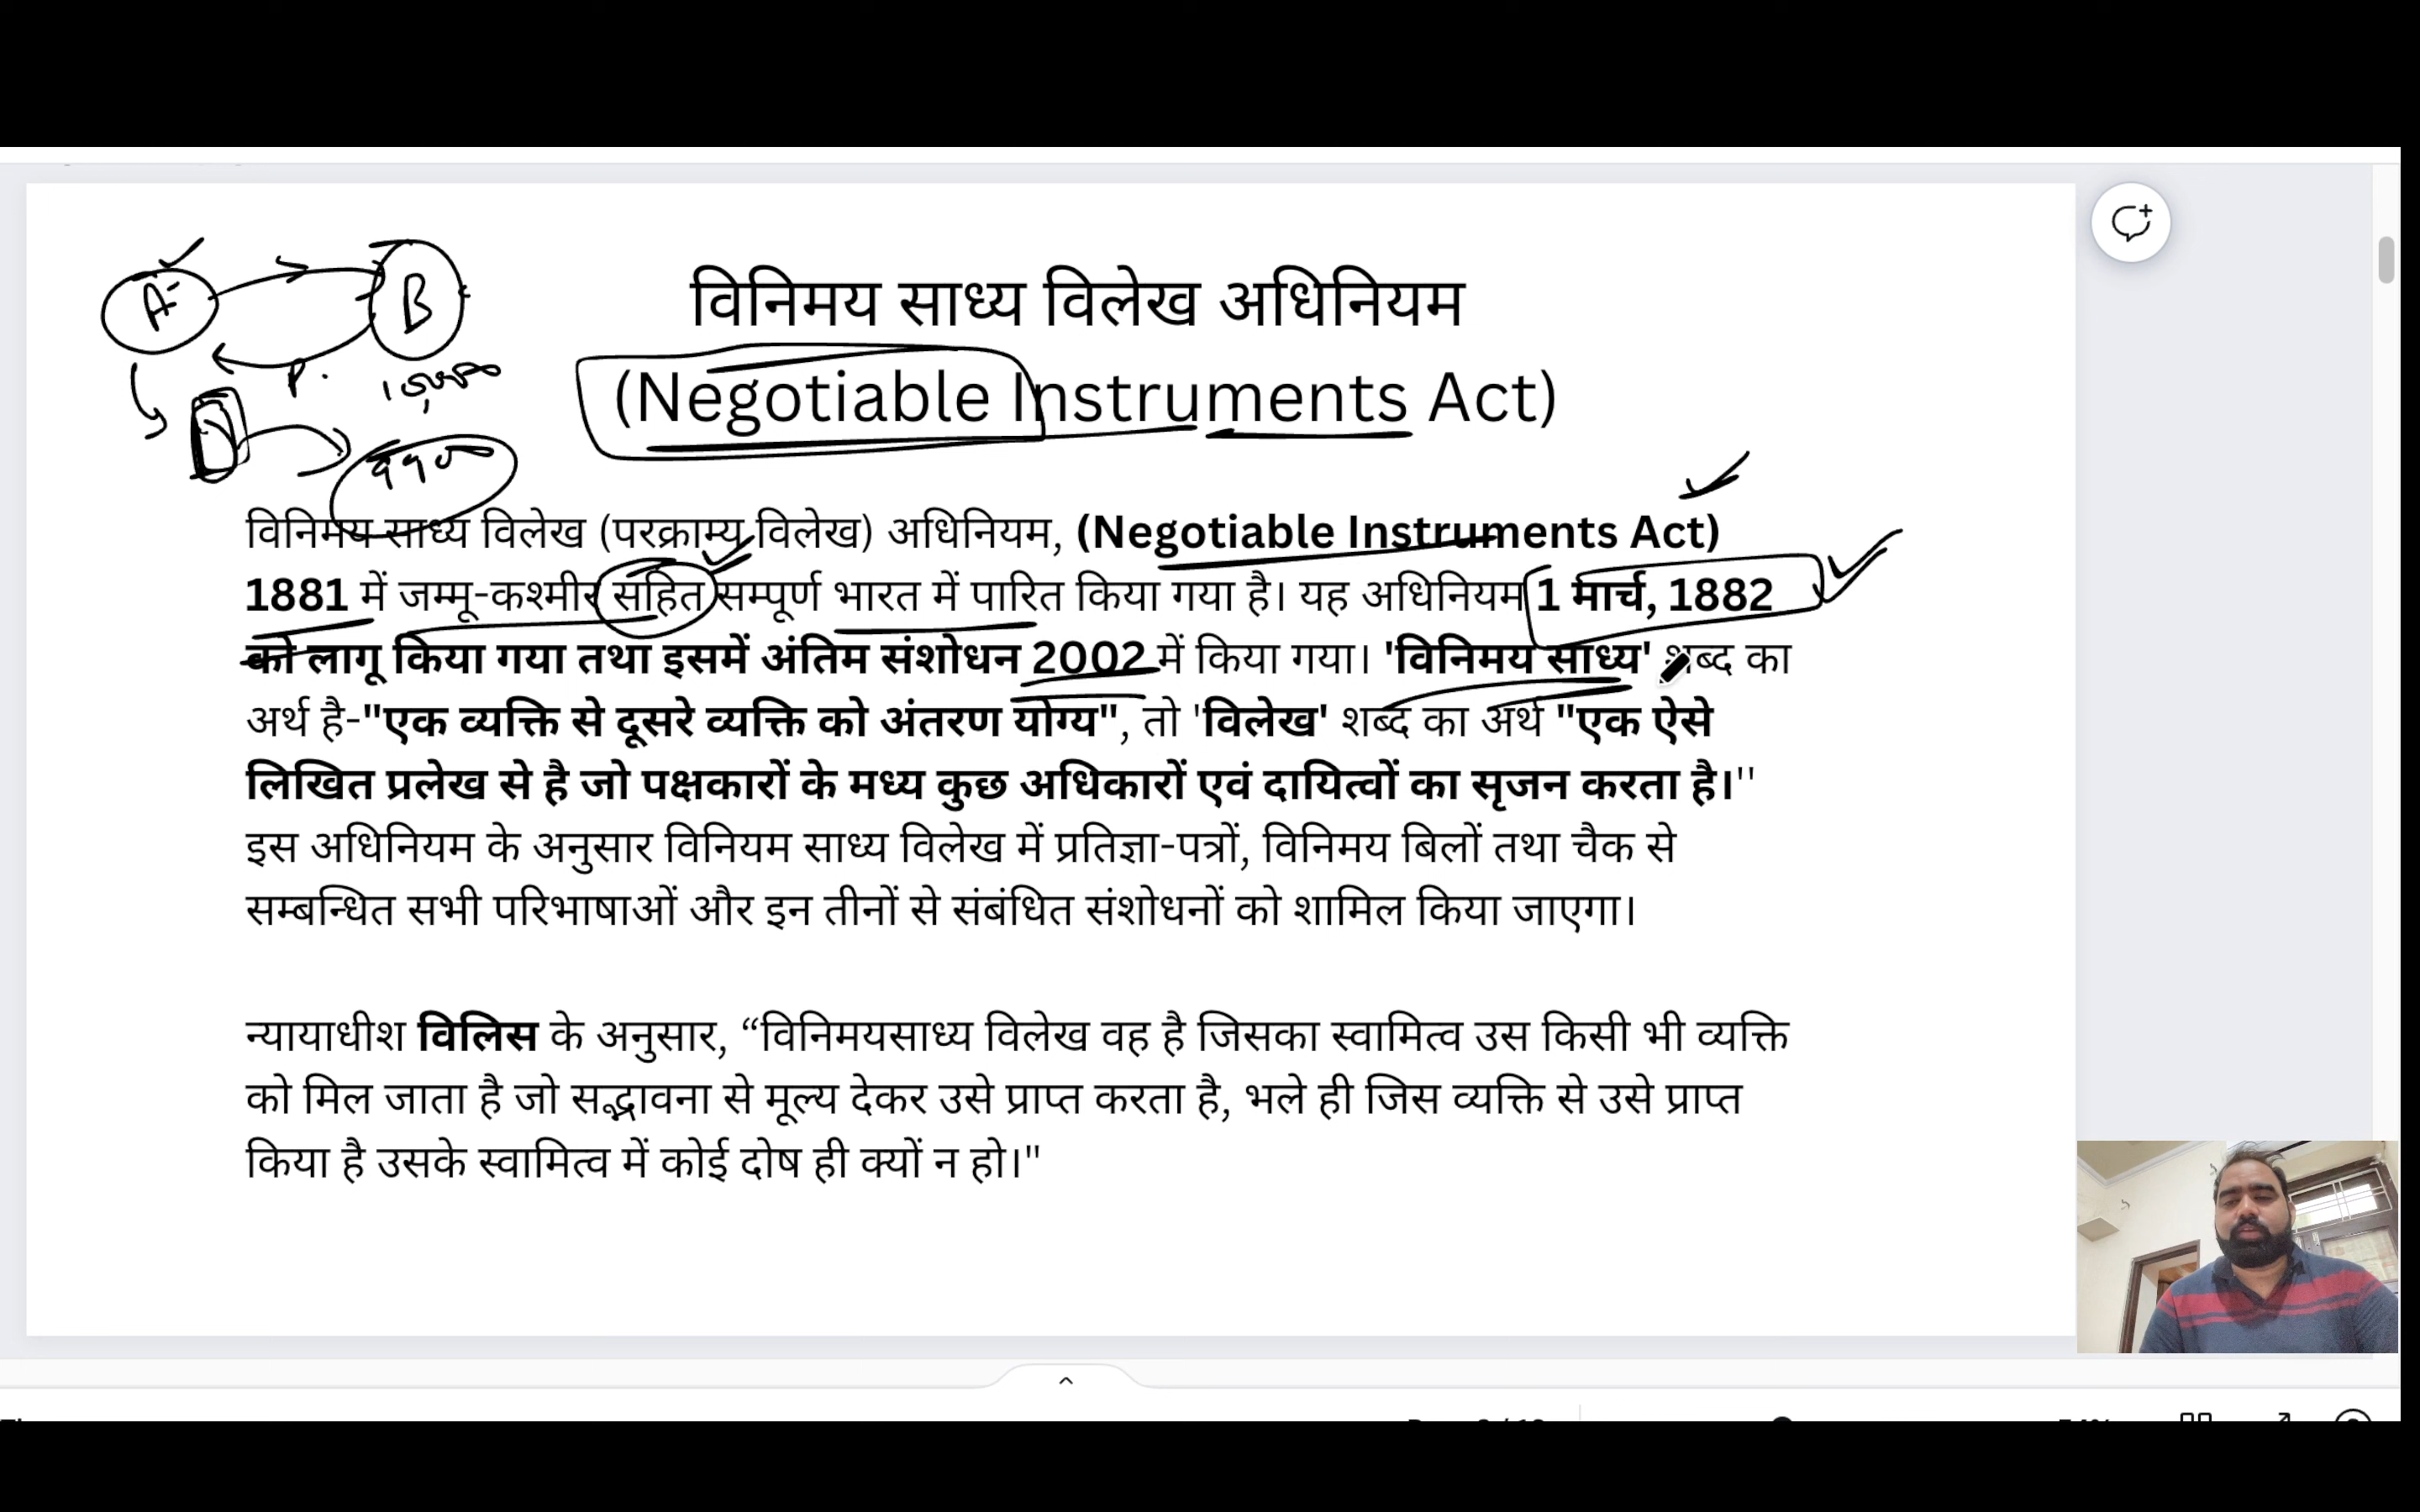 A
B
P.
विनिमय साध्य विलेख अधिनियम
(Negotiable Instruments Act)
विनिमय साध्य विलेख (परक्राम्य विलेख) अधिनियम, (Negotiable Instruments Act)
1881 में जम्मू-कश्मीर सहित सम्पूर्ण भारत में पारित किया गया है। यह अधिनियम 1 मार्च, 1882
को लागू किया गया तथा इसमें अंतिम संशोधन 2002 में किया गया। 'विनिमय साध्य' शब्द का
अर्थ है-"एक व्यक्ति से दूसरे व्यक्ति को अंतरण योग्य", तो 'विलेख' शब्द का अर्थ "एक ऐसे
लिखित प्रलेख से है जो पक्षकारों के मध्य कुछ अधिकारों एवं दायित्वों का सृजन करता है।''
इस अधिनियम के अनुसार विनियम साध्य विलेख में प्रतिज्ञा-पत्रों, विनिमय बिलों तथा चैक से
सम्बन्धित सभी परिभाषाओं और इन तीनों से संबंधित संशोधनों को शामिल किया जाएगा।
न्यायाधीश विलिस के अनुसार, “विनिमयसाध्य विलेख वह है जिसका स्वामित्व उस किसी भी व्यक्ति
को मिल जाता है जो सद्भावना से मूल्य देकर उसे प्राप्त करता है, भले ही जिस व्यक्ति से उसे प्राप्त
किया है उसके स्वामित्व में कोई दोष ही क्यों न हो।"